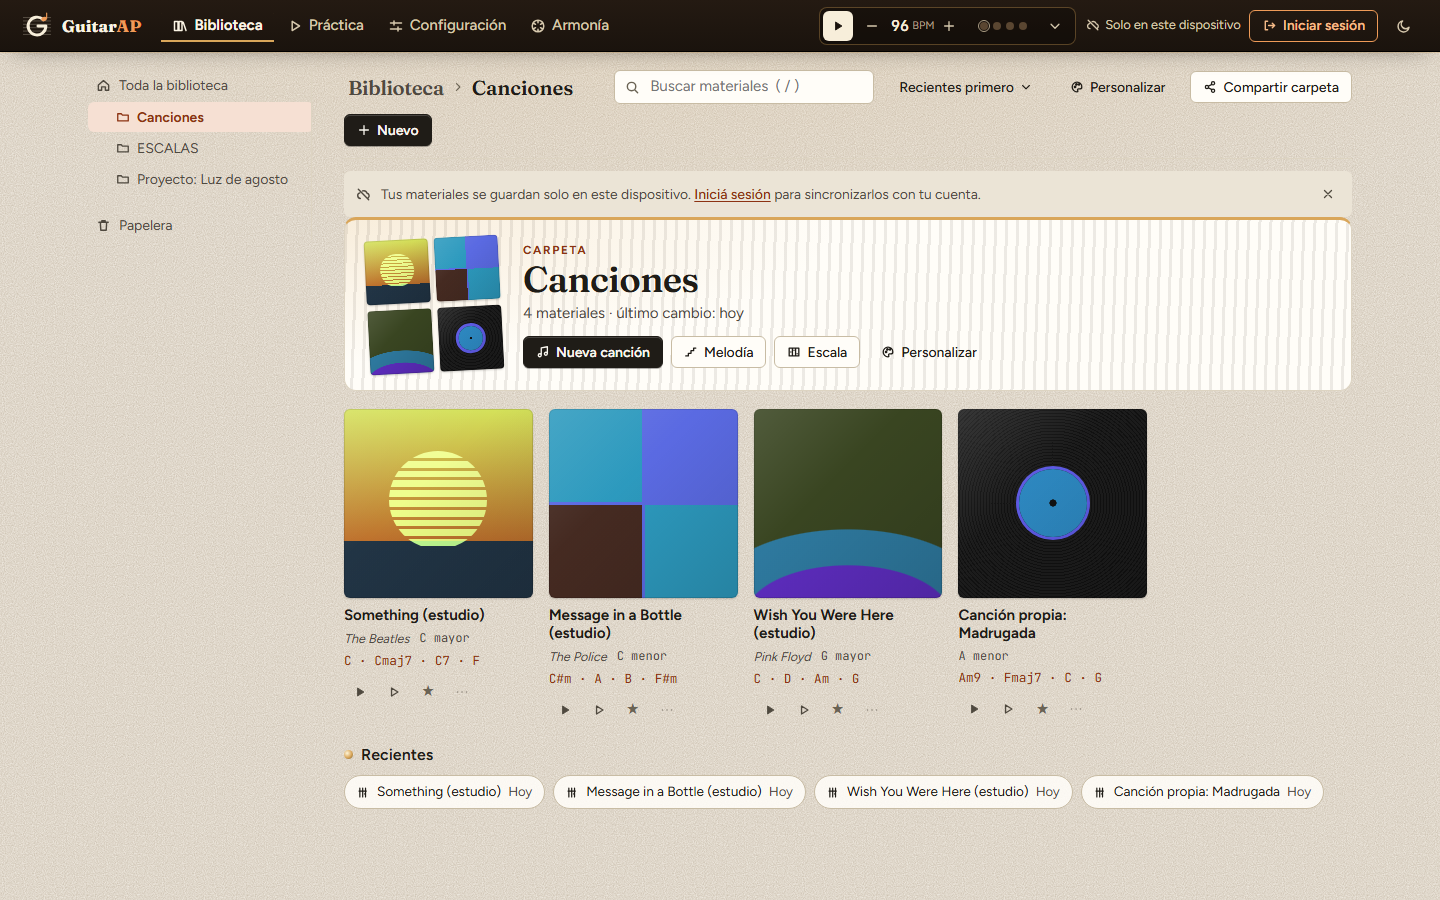 GuitarAP
Biblioteca
Práctica
Configuración
Armonía
96 BPM
Solo en este dispositivo
Iniciar sesión
Toda la biblioteca
Canciones
ESCALAS
Proyecto: Luz de agosto
Papelera
Biblioteca > Canciones
Buscar materiales ( / )
Recientes primero
Personalizar
Compartir carpeta
+ Nuevo
Tus materiales se guardan solo en este dispositivo. Iniciá sesión para sincronizarlos con tu cuenta.
CARPETA
Canciones
4 materiales · último cambio: hoy
Nueva canción
Melodía
Escala
Personalizar
Something (estudio)
The Beatles C mayor
C · Cmaj7 · C7 · F
Message in a Bottle
(estudio)
The Police C menor
C#m · A · B · F#m
Wish You Were Here
(estudio)
Pink Floyd G mayor
C · D · Am · G
Canción propia:
Madrugada
A menor
Am9 · Fmaj7 · C · G
Recientes
Something (estudio) Hoy
Message in a Bottle (estudio) Hoy
Wish You Were Here (estudio) Hoy
Canción propia: Madrugada Hoy